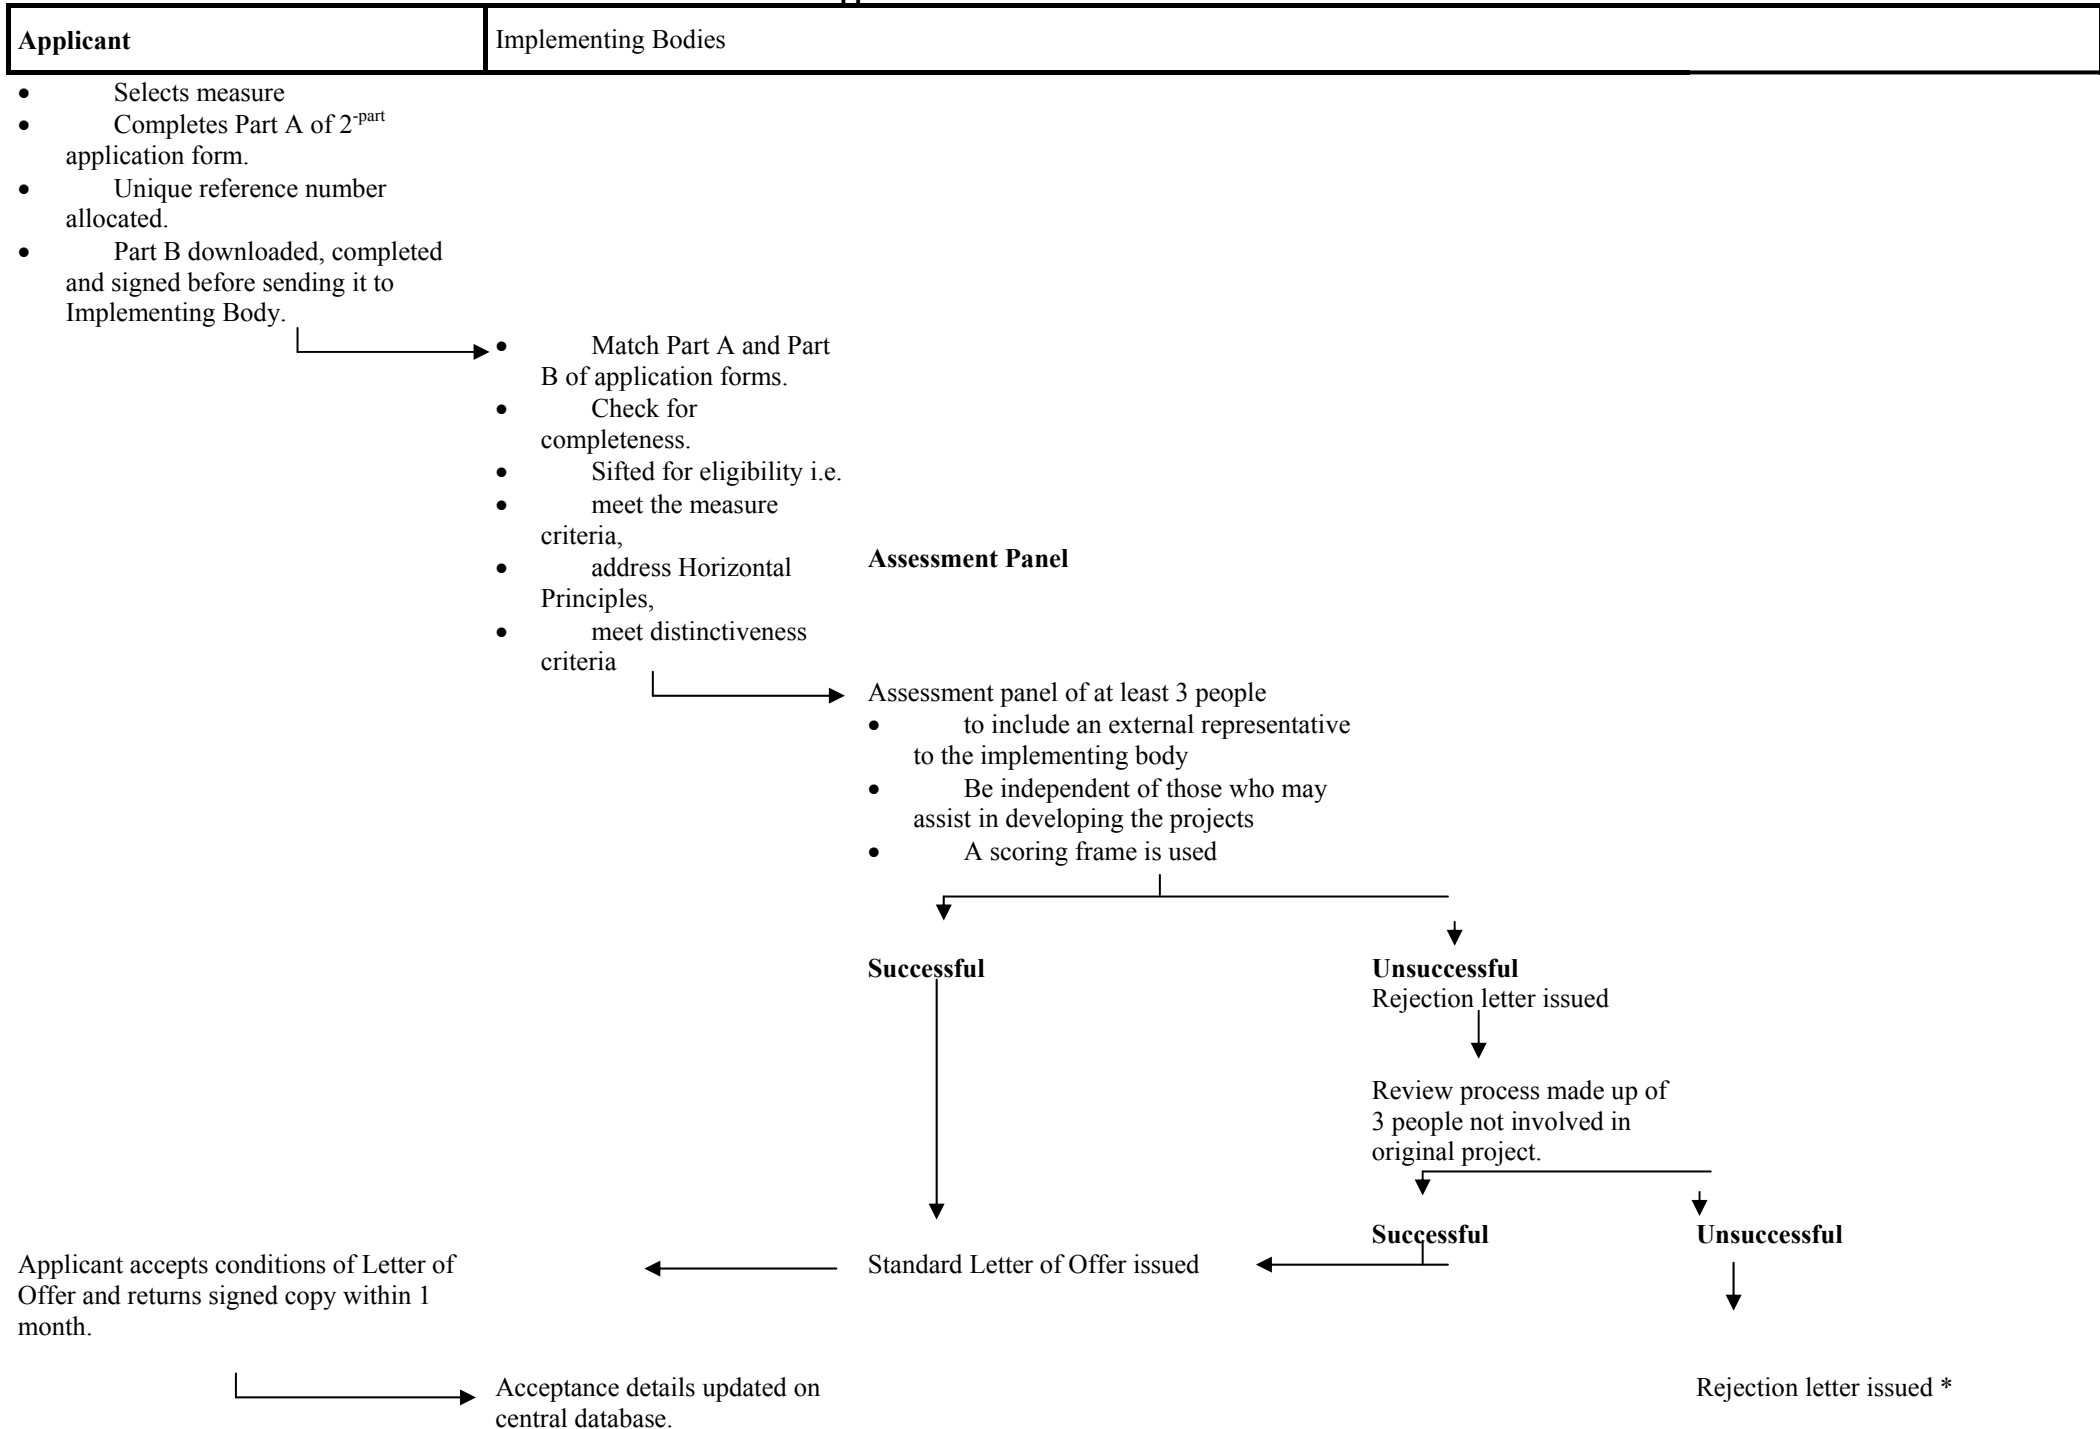 Applicant
Implementing Bodies
• Selects measure
• Completes Part A of 2-part
application form.
• Unique reference number
allocated.
• Part B downloaded, completed
and signed before sending it to
Implementing Body.
• Match Part A and Part
B of application forms.
• Check for
completeness.
• Sifted for eligibility i.e.
• meet the measure
criteria,
• address Horizontal
Principles,
• meet distinctiveness
criteria
Assessment Panel
Assessment panel of at least 3 people
• to include an external representative
to the implementing body
• Be independent of those who may
assist in developing the projects
• A scoring frame is used
Successful
Unsuccessful
Rejection letter issued
Review process made up of
3 people not involved in
original project.
Successful
Unsuccessful
Standard Letter of Offer issued
Applicant accepts conditions of Letter of
Offer and returns signed copy within 1
month.
Acceptance details updated on
central database.
Rejection letter issued *